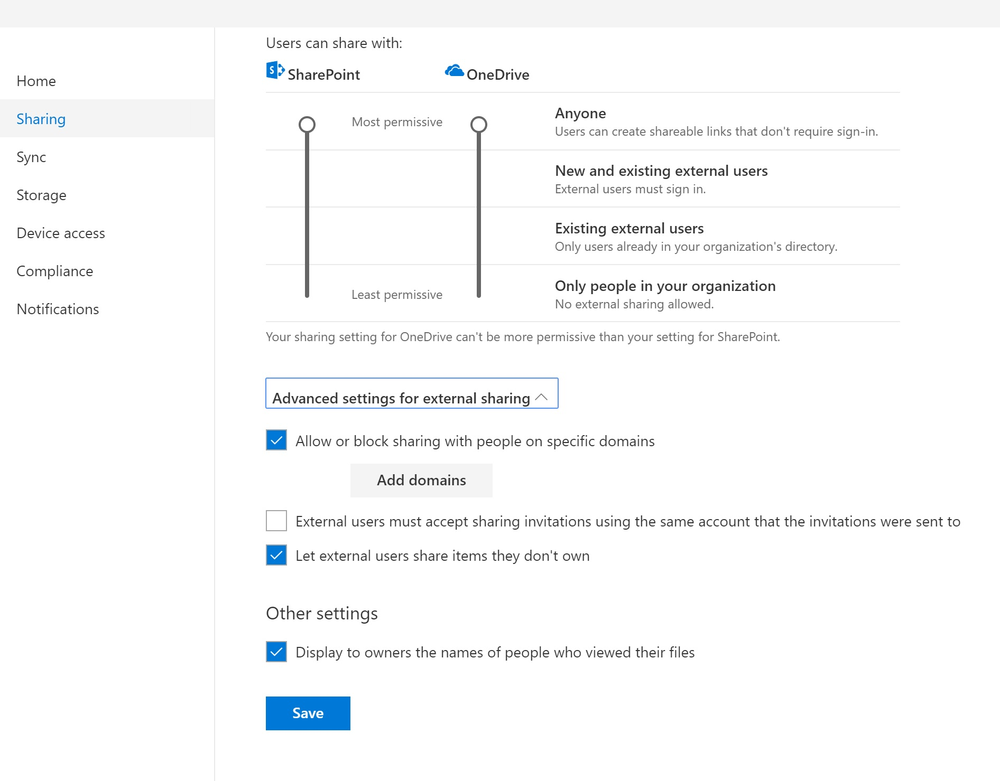 Home
Sharing
Sync
Storage
Device access
Compliance
Notifications
Users can share with:
S SharePoint
OneDrive
Most permissive
Least permissive
Anyone
Users can create shareable links that don't require sign-in.
New and existing external users
External users must sign in.
Existing external users
Only users already in your organization's directory.
Only people in your organization
No external sharing allowed.
Your sharing setting for OneDrive can't be more permissive than your setting for SharePoint.
Advanced settings for external sharing
Allow or block sharing with people on specific domains
Add domains
External users must accept sharing invitations using the same account that the invitations were sent to
Let external users share items they don't own
Other settings
Display to owners the names of people who viewed their files
Save